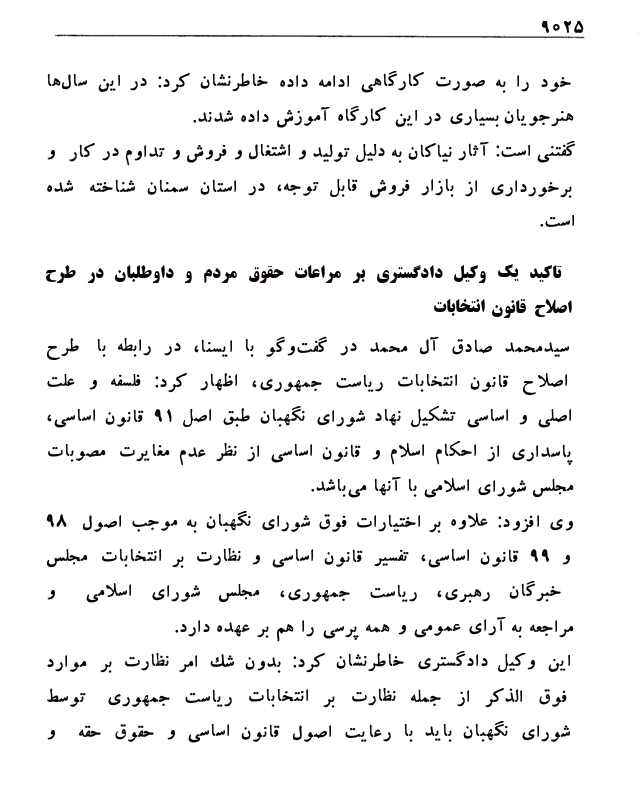 ۹۰۲۵
خود را به صورت کارگاهی ادامه داده خاطرنشان کرد: در این سال‌ها
هنرجویان بسیاری در این کارگاه آموزش داده شدند.
گفتنی است: آثار نیاکان به دلیل تولید و اشتغال و فروش و تداوم در کار و
برخورداری از بازار فروش قابل توجه، در استان سمنان شناخته شده
است.
تاکید یک وکیل دادگستری بر مراعات حقوق مردم و داوطلبان در طرح
اصلاح قانون انتخابات
سیدمحمد صادق آل محمد در گفت‌وگو با ایسنا، در رابطه با طرح
اصلاح قانون انتخابات ریاست جمهوری، اظهار کرد: فلسفه و علت
اصلی و اساسی تشکیل نهاد شورای نگهبان طبق اصل ۹۱ قانون اساسی،
پاسداری از احکام اسلام و قانون اساسی از نظر عدم مغایرت مصوبات
مجلس شورای اسلامی با آنها می‌باشد.
وی افزود: علاوه بر اختیارات فوق شورای نگهبان به موجب اصول ۹۸
و ۹۹ قانون اساسی، تفسیر قانون اساسی و نظارت بر انتخابات مجلس
خبرگان رهبری، ریاست جمهوری، مجلس شورای اسلامی و
مراجعه به آرای عمومی و همه پرسی را هم بر عهده دارد.
این وکیل دادگستری خاطرنشان کرد: بدون شك امر نظارت بر موارد
فوق الذکر از جمله نظارت بر انتخابات ریاست جمهوری توسط
شورای نگهبان باید با رعایت اصول قانون اساسی و حقوق حقه و